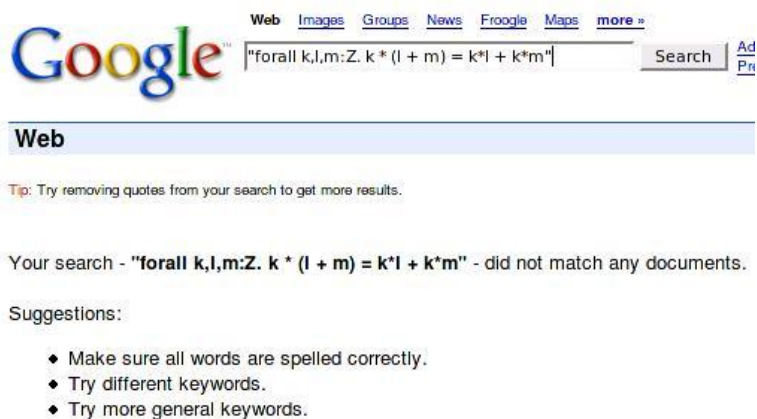 Web Images Groups News Froogle Maps more »
Google™
"forall k,l,m:Z. k * (l + m) = k*l + k*m" Search
Web
Tip: Try removing quotes from your search to get more results.
Your search - "forall k,l,m:Z. k * (l + m) = k*l + k*m" - did not match any documents.
Suggestions:
• Make sure all words are spelled correctly.
• Try different keywords.
• Try more general keywords.